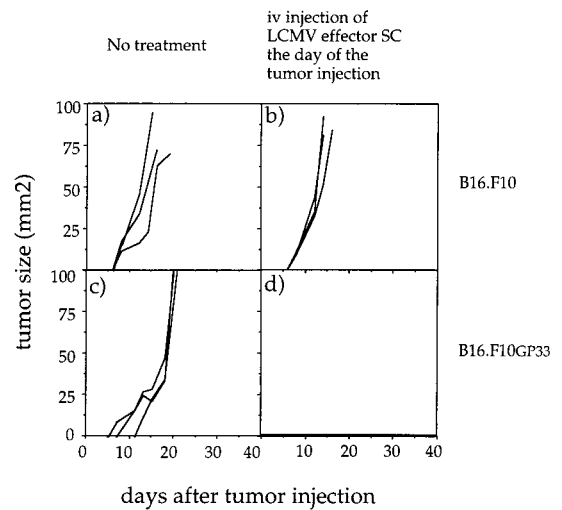 No treatment
iv injection of
LCMV effector SC
the day of the
tumor injection
a)
b)
100
75
50
25
B16.F10
tumor size (mm2)
c)
d)
100
75
50
25
0
B16.F10GP33
0 10 20 30 40 10 20 30 40
days after tumor injection